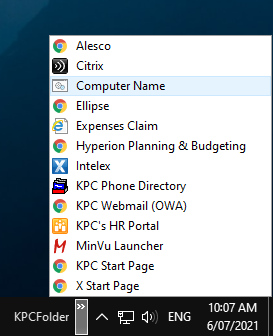 Alesco
Citrix
Computer Name
Ellipse
Expenses Claim
Hyperion Planning & Budgeting
Intelex
KPC Phone Directory
KPC Webmail (OWA)
KPC's HR Portal
MinVu Launcher
KPC Start Page
X Start Page
KPCFolder » ENG 10:07 AM
6/07/2021